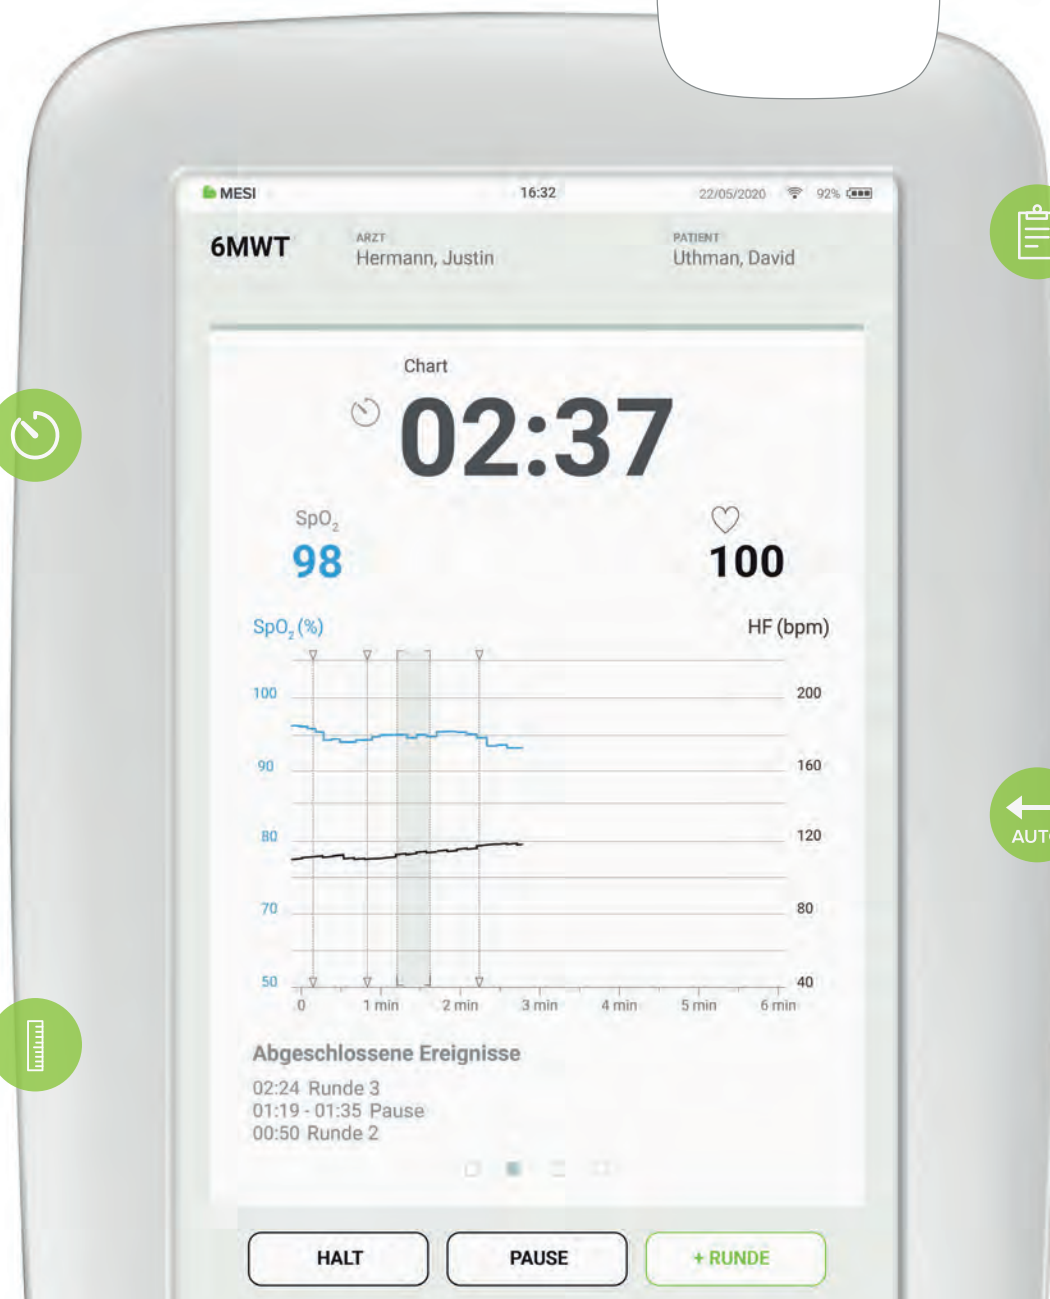 MESI 16:32 22/05/2020 92%
6MWT
ARZT
Hermann, Justin
PATIENT
Uthman, David
Chart
02:37
SpO₂
98
100
SpO₂ (%)
HF (bpm)
100 200
90 160
80 120
70 80
50 40
0 1 min 2 min 3 min 4 min 5 min 6 min
Abgeschlossene Ereignisse
02:24 Runde 3
01:19 - 01:35 Pause
00:50 Runde 2
HALT PAUSE + RUNDE